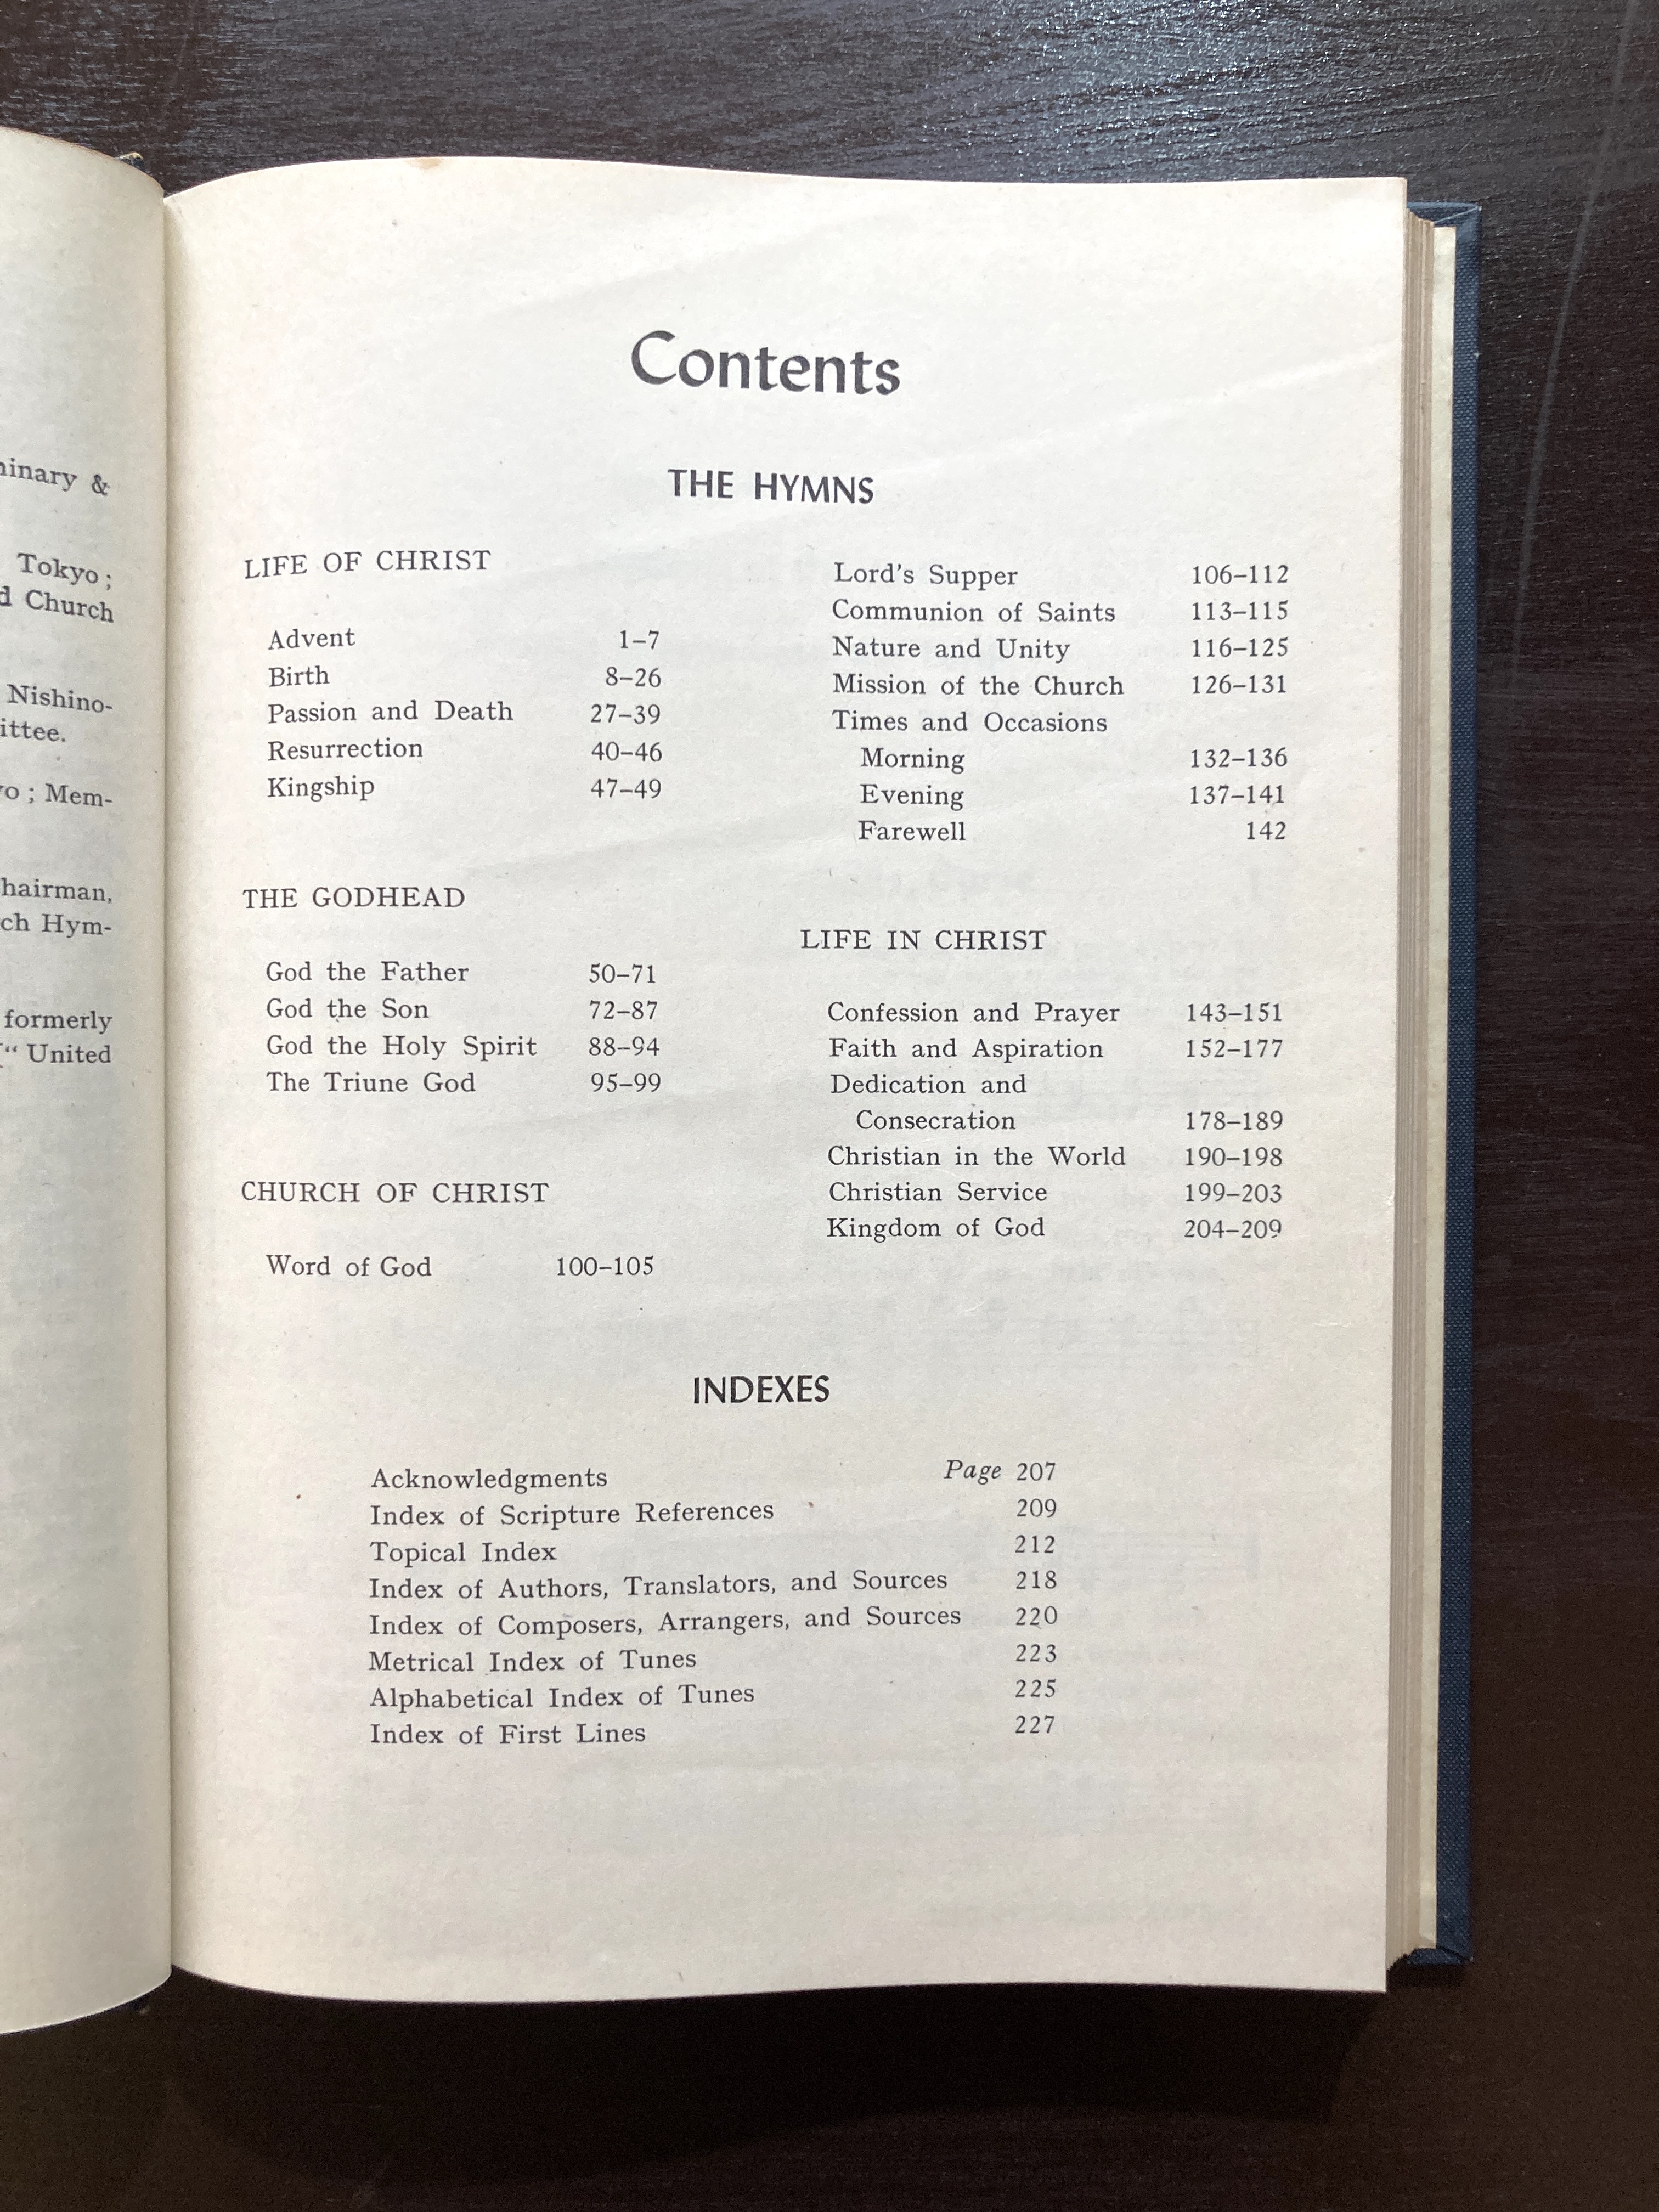 &
Tokyo ;
Church
Nishino-
; Mem-
Hym-
formerly
" United
Contents
THE HYMNS
LIFE OF CHRIST
Advent 1–7
Birth 8–26
Passion and Death 27–39
Resurrection 40–46
Kingship 47–49
THE GODHEAD
God the Father 50–71
God the Son 72–87
God the Holy Spirit 88–94
The Triune God 95–99
CHURCH OF CHRIST
Word of God 100–105
Lord's Supper 106–112
Communion of Saints 113–115
Nature and Unity 116–125
Mission of the Church 126–131
Times and Occasions
Morning 132–136
Evening 137–141
Farewell 142
LIFE IN CHRIST
Confession and Prayer 143–151
Faith and Aspiration 152–177
Dedication and
Consecration 178–189
Christian in the World 190–198
Christian Service 199–203
Kingdom of God 204–209
INDEXES
Acknowledgments Page 207
Index of Scripture References 209
Topical Index 212
Index of Authors, Translators, and Sources 218
Index of Composers, Arrangers, and Sources 220
Metrical Index of Tunes 223
Alphabetical Index of Tunes 225
Index of First Lines 227